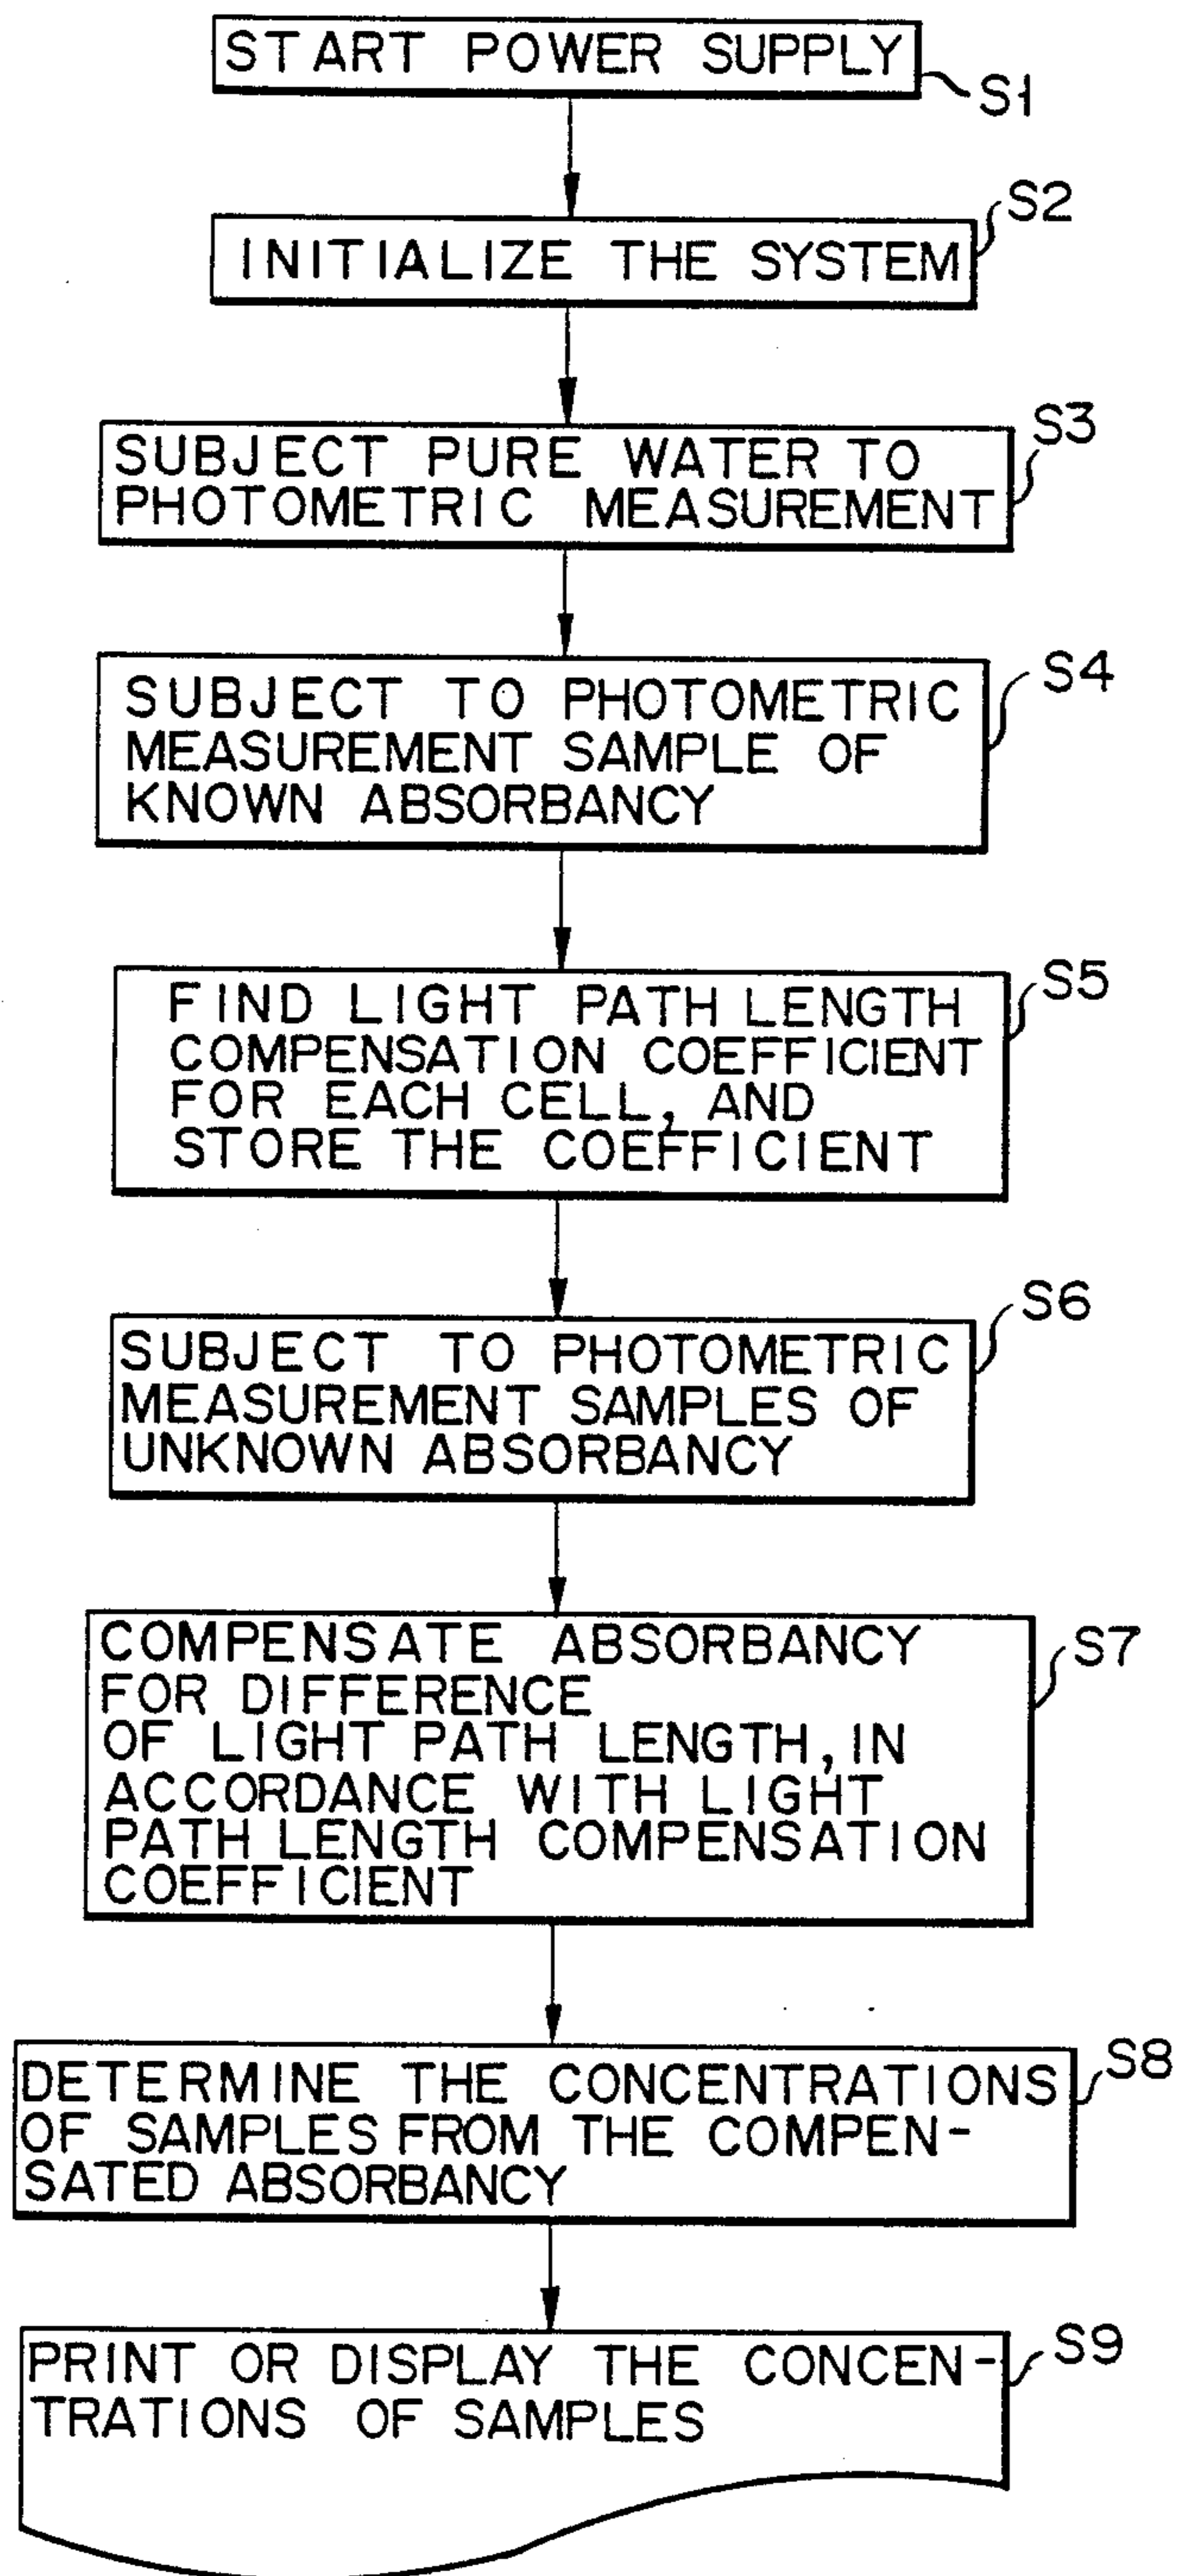 START POWER SUPPLY
S1
S2
INITIALIZE THE SYSTEM
S3
SUBJECT PURE WATER TO
PHOTOMETRIC MEASUREMENT
S4
SUBJECT TO PHOTOMETRIC
MEASUREMENT SAMPLE OF
KNOWN ABSORBANCY
S5
FIND LIGHT PATH LENGTH
COMPENSATION COEFFICIENT
FOR EACH CELL, AND
STORE THE COEFFICIENT
S6
SUBJECT TO PHOTOMETRIC
MEASUREMENT SAMPLES OF
UNKNOWN ABSORBANCY
S7
COMPENSATE ABSORBANCY
FOR DIFFERENCE
OF LIGHT PATH LENGTH, IN
ACCORDANCE WITH LIGHT
PATH LENGTH COMPENSATION
COEFFICIENT
S8
DETERMINE THE CONCENTRATIONS
OF SAMPLES FROM THE COMPEN-
SATED ABSORBANCY
S9
PRINT OR DISPLAY THE CONCEN-
TRATIONS OF SAMPLES